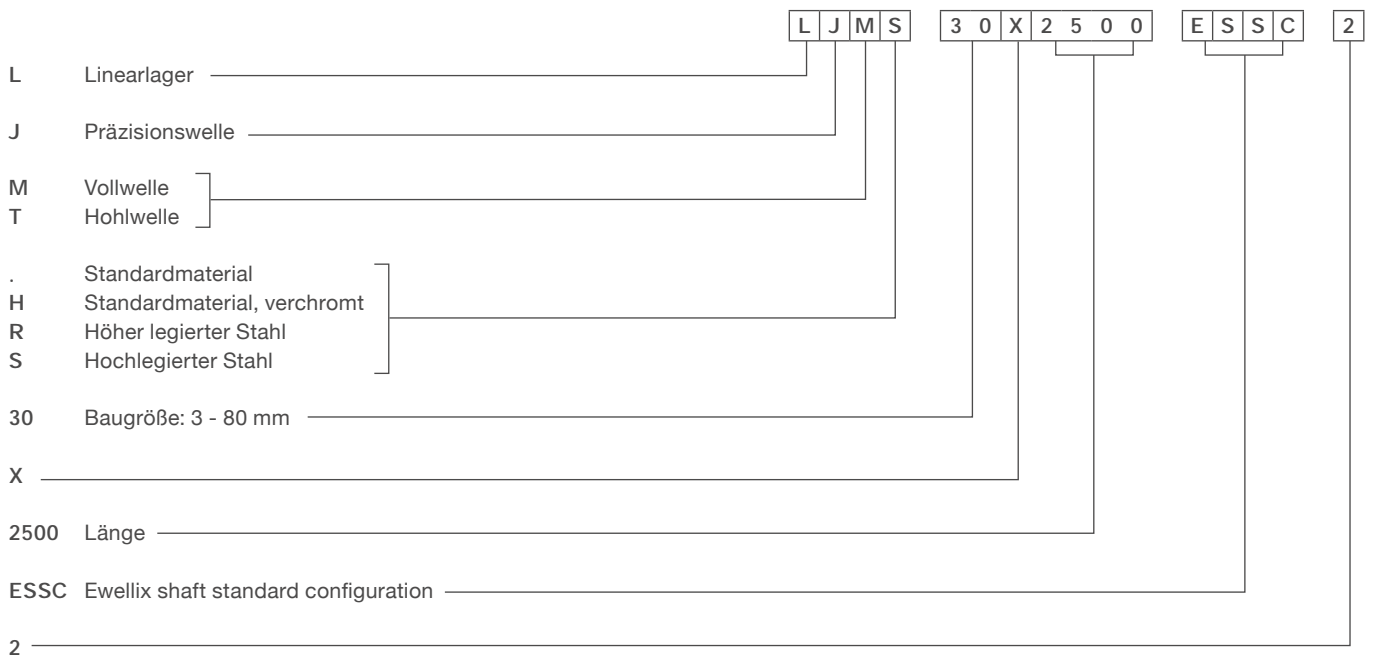 L J M S 3 0 X 2 5 0 0 E S S C 2
L Linearlager
J Präzisionswelle
M Vollwelle
T Hohlwelle
. Standardmaterial
H Standardmaterial, verchromt
R Höher legierter Stahl
S Hochlegierter Stahl
30 Baugröße: 3 - 80 mm
X
2500 Länge
ESSC Ewellix shaft standard configuration
2